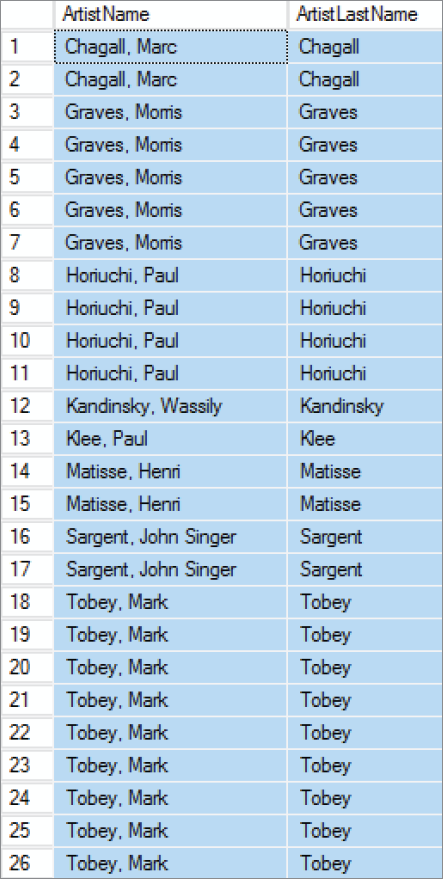 ArtistName ArtistLastName
1 Chagall, Marc Chagall
2 Chagall, Marc Chagall
3 Graves, Morris Graves
4 Graves, Morris Graves
5 Graves, Morris Graves
6 Graves, Morris Graves
7 Graves, Morris Graves
8 Horiuchi, Paul Horiuchi
9 Horiuchi, Paul Horiuchi
10 Horiuchi, Paul Horiuchi
11 Horiuchi, Paul Horiuchi
12 Kandinsky, Wassily Kandinsky
13 Klee, Paul Klee
14 Matisse, Henri Matisse
15 Matisse, Henri Matisse
16 Sargent, John Singer Sargent
17 Sargent, John Singer Sargent
18 Tobey, Mark Tobey
19 Tobey, Mark Tobey
20 Tobey, Mark Tobey
21 Tobey, Mark Tobey
22 Tobey, Mark Tobey
23 Tobey, Mark Tobey
24 Tobey, Mark Tobey
25 Tobey, Mark Tobey
26 Tobey, Mark Tobey